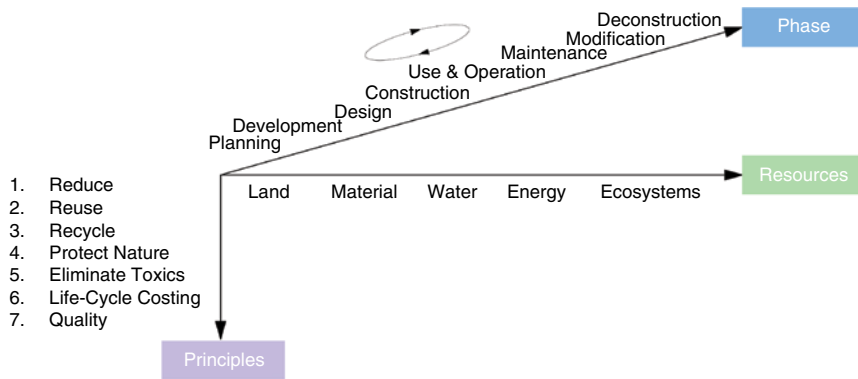 Deconstruction
Modification
Maintenance
Use & Operation
Construction
Design
Development
Planning
Phase
Land Material Water Energy Ecosystems
Resources
1. Reduce
2. Reuse
3. Recycle
4. Protect Nature
5. Eliminate Toxics
6. Life-Cycle Costing
7. Quality
Principles